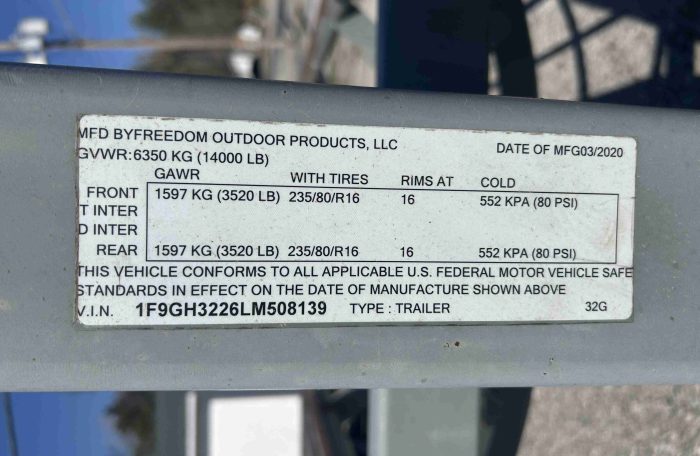 MFD BYFREEDOM OUTDOOR PRODUCTS, LLC DATE OF MFG03/2020
GVWR:6350 KG (14000 LB)
GAWR WITH TIRES RIMS AT COLD
FRONT 1597 KG (3520 LB) 235/80/R16 16 552 KPA (80 PSI)
T INTER
D INTER
REAR 1597 KG (3520 LB) 235/80/R16 16 552 KPA (80 PSI)
THIS VEHICLE CONFORMS TO ALL APPLICABLE U.S. FEDERAL MOTOR VEHICLE SAFE
STANDARDS IN EFFECT ON THE DATE OF MANUFACTURE SHOWN ABOVE
V.I.N. 1F9GH3226LM508139 TYPE : TRAILER 32G